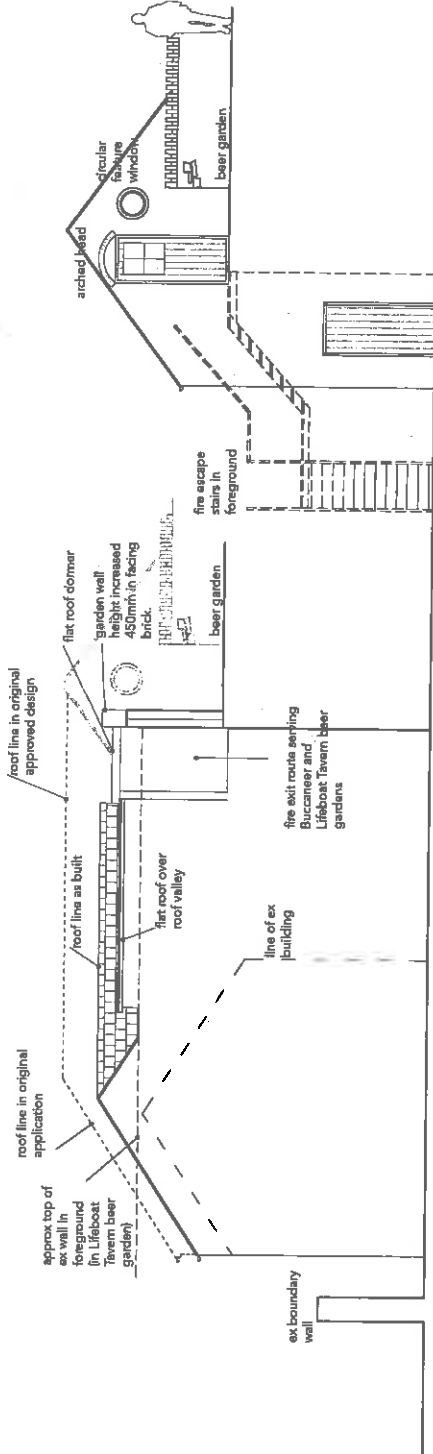 ex boundary
wall
approx top of
ex wall in
foreground
(in Lifeboat
Tavern beer
garden)
roof line in original
application
roof line as built
roof line in original
approved design
flat roof over
roof valley
line of ex
building
flat roof dormer
garden wall
height increased
450mm in facing
brick.
beer garden
fire exit route serving
Buccaneer and
Lifeboat Tavern beer
gardens
fire escape
stairs in
foreground
arched head
circular
feature
window
beer garden